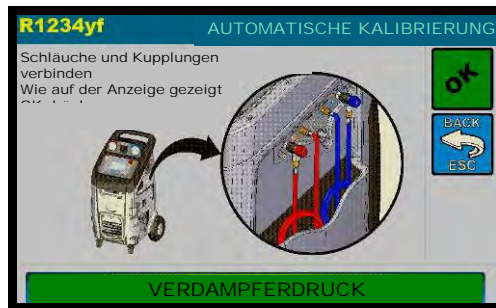 R1234yf
AUTOMATISCHE KALIBRIERUNG
Schläuche und Kupplungen
verbinden
Wie auf der Anzeige gezeigt
OK
BACK
ESC
VERDAMPFERDRUCK